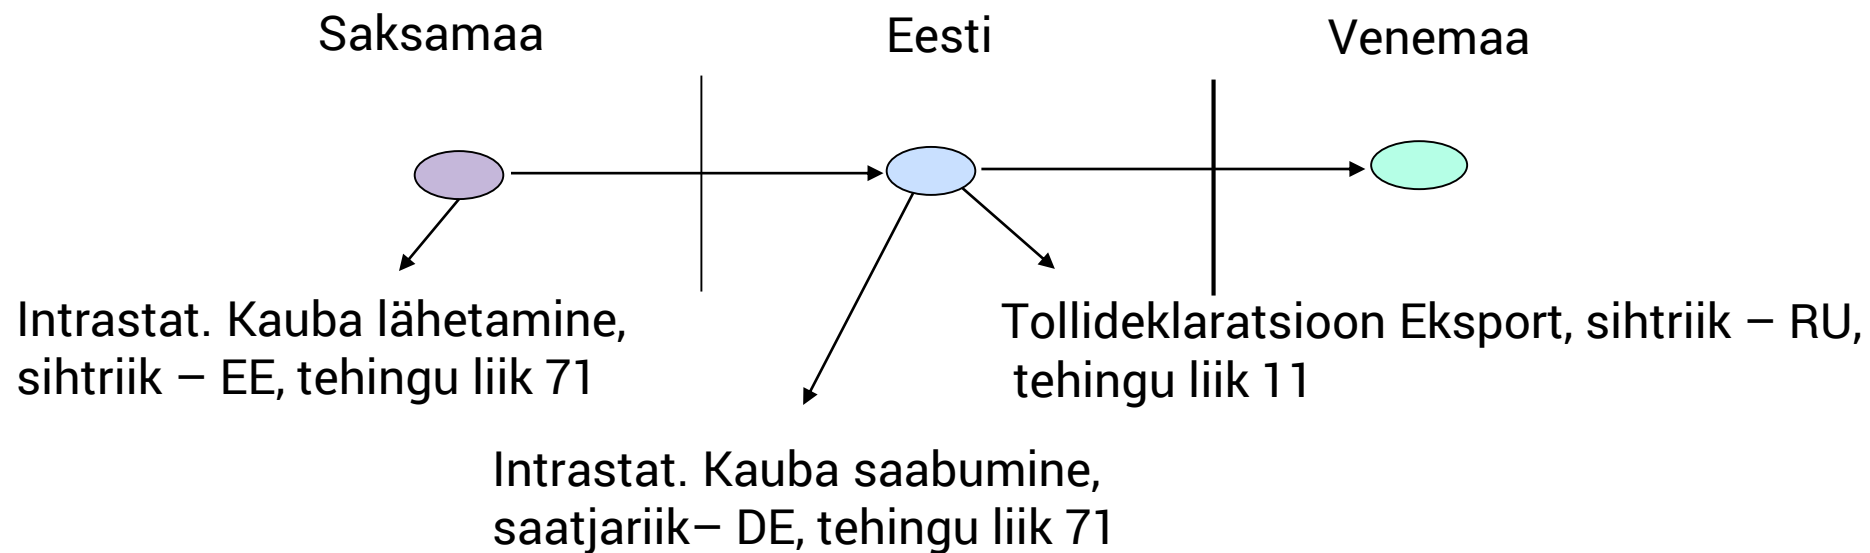 Saksamaa
Eesti
Venemaa
Intrastat. Kauba lähetamine,
sihtriik – EE, tehingu liik 71
Tollideklaratsioon Eksport, sihtriik – RU,
tehingu liik 11
Intrastat. Kauba saabumine,
saatjariik– DE, tehingu liik 71